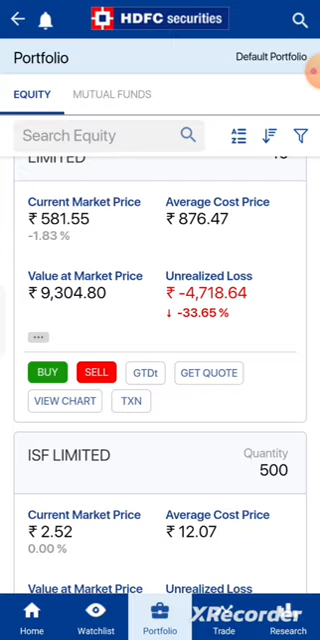 HDFC securities
Portfolio
Default Portfolio
EQUITY MUTUAL FUNDS
Search Equity
LIMITED
Current Market Price Average Cost Price
₹ 581.55 ₹ 876.47
-1.83 %
Value at Market Price Unrealized Loss
₹ 9,304.80 ₹ -4,718.64
↓ -33.65 %
BUY SELL GTDt GET QUOTE
VIEW CHART TXN
ISF LIMITED Quantity
500
Current Market Price Average Cost Price
₹ 2.52 ₹ 12.07
0.00 %
Value at Market Price Unrealized Loss
XRecorder
Home Watchlist Portfolio Trade Research